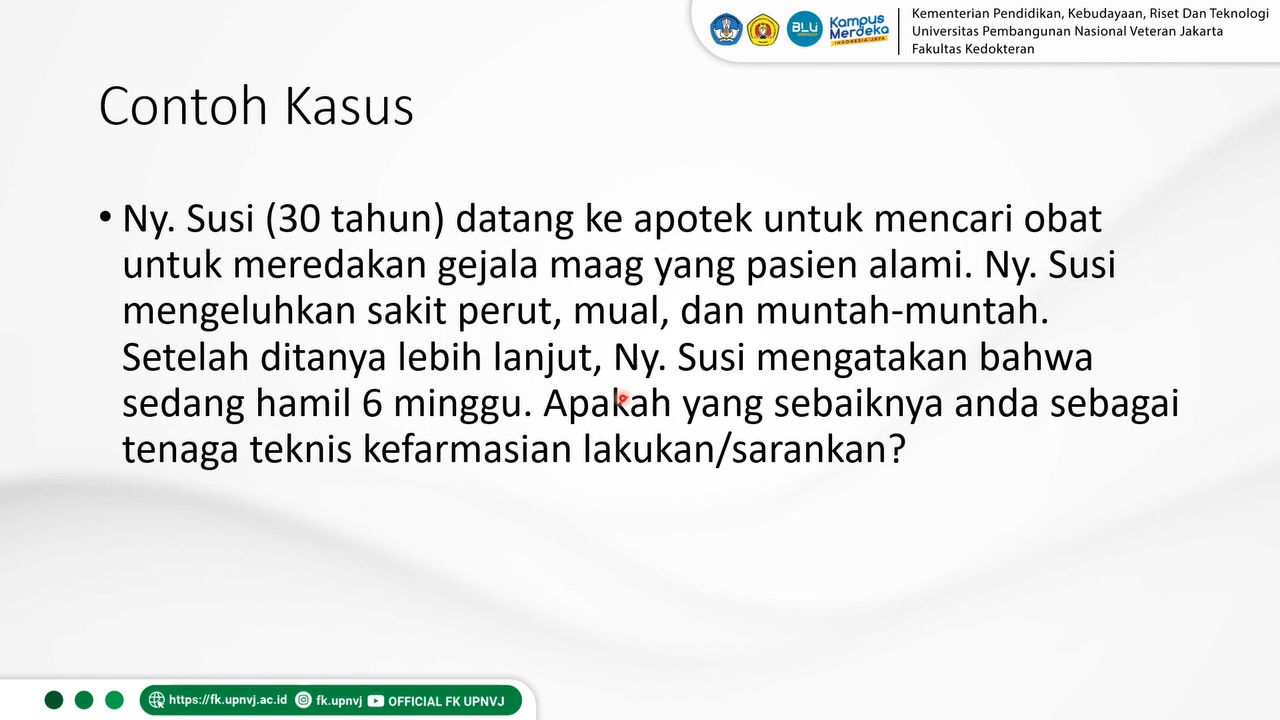 BLU
Kampus
Merdeka
INDONESIA JAYA
Kementerian Pendidikan, Kebudayaan, Riset Dan Teknologi
Universitas Pembangunan Nasional Veteran Jakarta
Fakultas Kedokteran
Contoh Kasus
• Ny. Susi (30 tahun) datang ke apotek untuk mencari obat
untuk meredakan gejala maag yang pasien alami. Ny. Susi
mengeluhkan sakit perut, mual, dan muntah-muntah.
Setelah ditanya lebih lanjut, Ny. Susi mengatakan bahwa
sedang hamil 6 minggu. Apakah yang sebaiknya anda sebagai
tenaga teknis kefarmasian lakukan/sarankan?
https://fk.upnvj.ac.id fk.upnvj OFFICIAL FK UPNVJ